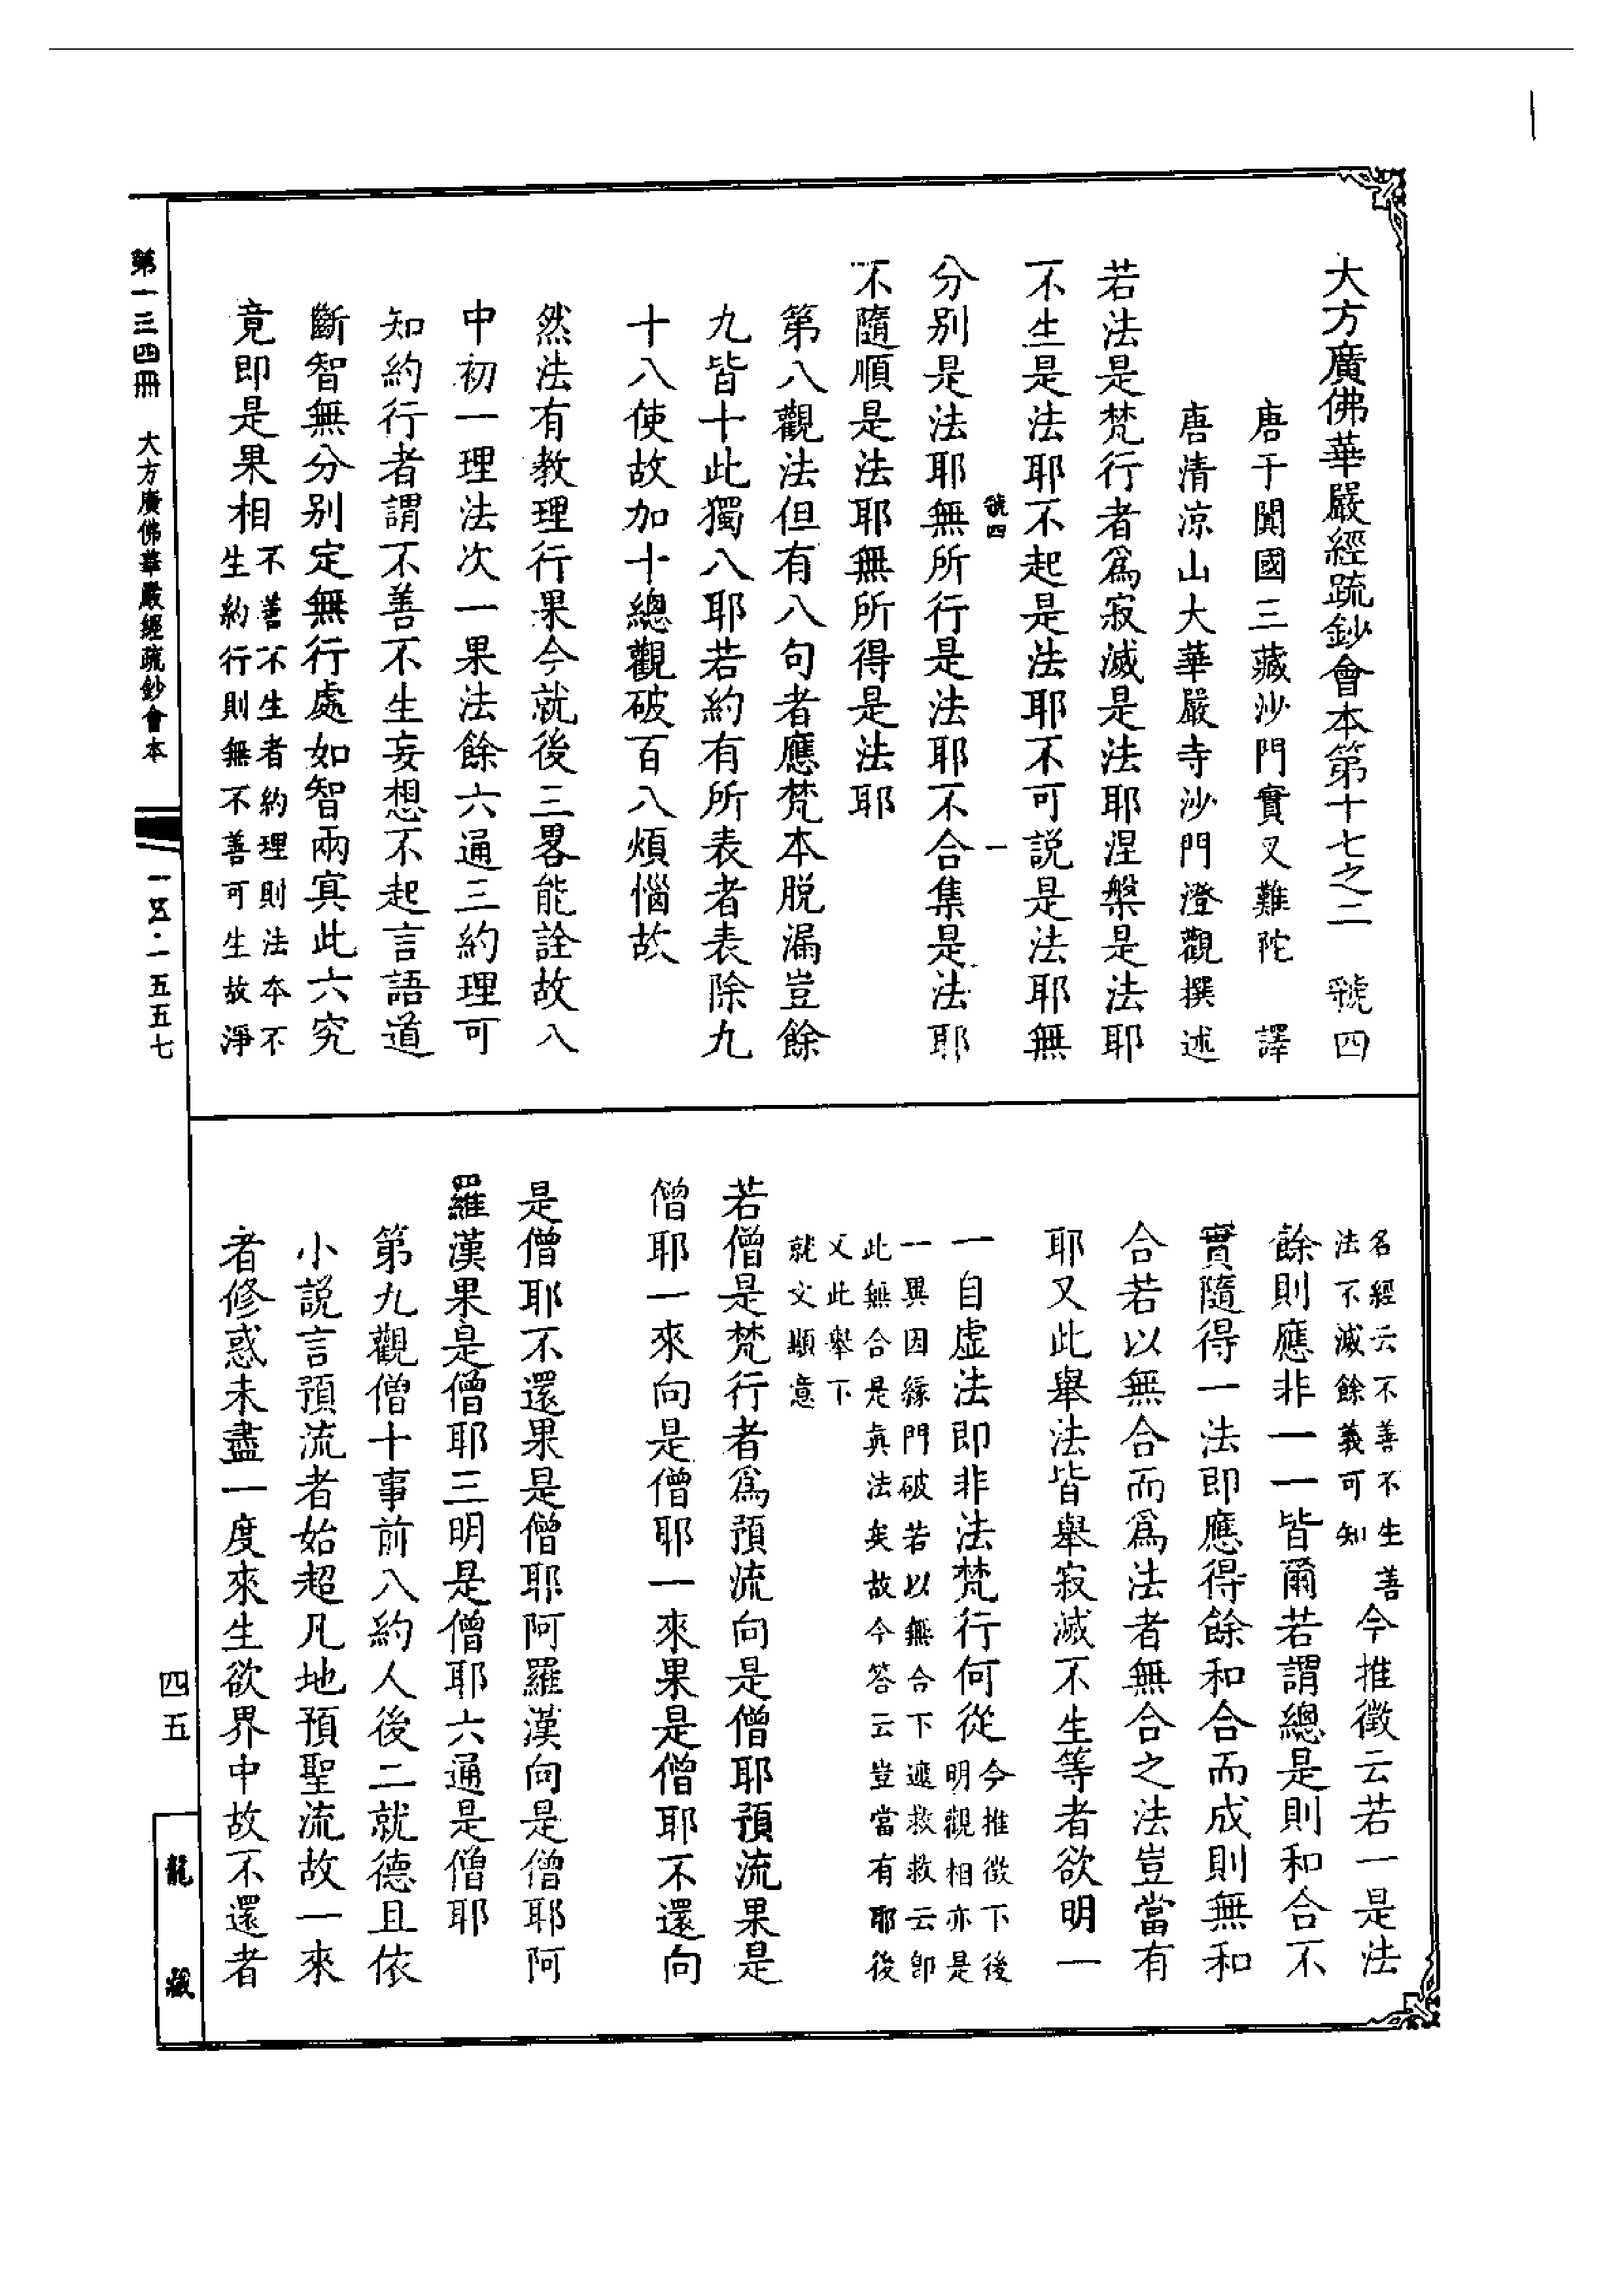 大方廣佛華嚴經疏鈔會本第十七之二　號四
唐于闐國三藏沙門實叉難陀　譯
唐清涼山大華嚴寺沙門澄觀撰述
若法是梵行者爲寂滅是法耶涅槃是法耶
不生是法耶不起是法耶不可説是法耶無
號四　一
分别是法耶無所行是法耶不合集是法耶
不隨順是法耶無所得是法耶
第八觀法但有八句者應梵本脱漏豈餘
九皆十此獨八耶若約有所表者表除九
十八使故加十總觀破百八煩惱故
然法有教理行果今就後三畧能詮故八
中初一理法次一果法餘六通三約理可
知約行者謂不善不生妄想不起言語道
斷智無分别定無行處如智兩寘此六究
竟即是果相
不善不生者約理則法本不
生約行則無不善可生故淨
名經云不善不生善
法不滅餘義可知
今推徵云若一是法
餘則應非一一皆爾若謂總是則和合不
實隨得一法即應得餘和合而成則無和
合若以無合而爲法者無合之法豈當有
耶又此舉法皆舉寂滅不生等者欲明一
一自虚法即非法梵行何從
今推徵下後
明觀相亦是
一異因緣門破若以無合下遮救救云卽
此無合是眞法矣故今答云豈當有耶後
又此舉下
就文顯意
若僧是梵行者爲預流向是僧耶預流果是
僧耶一來向是僧耶一來果是僧耶不還向
是僧耶不還果是僧耶阿羅漢向是僧耶阿
羅漢果是僧耶三明是僧耶六通是僧耶
第九觀僧十事前八約人後二就德且依
小説言預流者始超凡地預聖流故一來
者修惑未盡一度來生欲界中故不還者
第一三四冊　大方廣佛華嚴經疏鈔會本
一五·一五五七
四五
龍藏